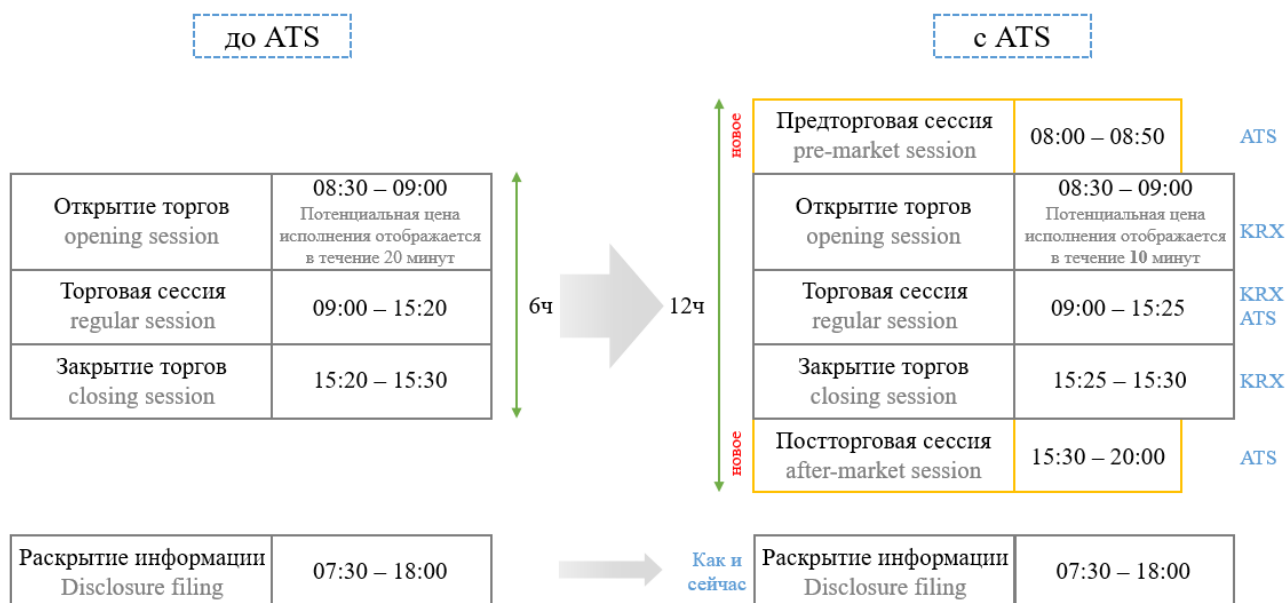 до ATS
Открытие торгов
opening session
08:30 – 09:00
Потенциальная цена
исполнения отображается
в течение 20 минут
Торговая сессия
regular session
09:00 – 15:20
Закрытие торгов
closing session
15:20 – 15:30
6ч
Раскрытие информации
Disclosure filing
07:30 – 18:00
с ATS
12ч
новое
Предторговая сессия
pre-market session
08:00 – 08:50
ATS
Открытие торгов
opening session
08:30 – 09:00
Потенциальная цена
исполнения отображается
в течение 10 минут
KRX
Торговая сессия
regular session
09:00 – 15:25
KRX
ATS
Закрытие торгов
closing session
15:25 – 15:30
KRX
новое
Постторговая сессия
after-market session
15:30 – 20:00
ATS
Как и
сейчас
Раскрытие информации
Disclosure filing
07:30 – 18:00